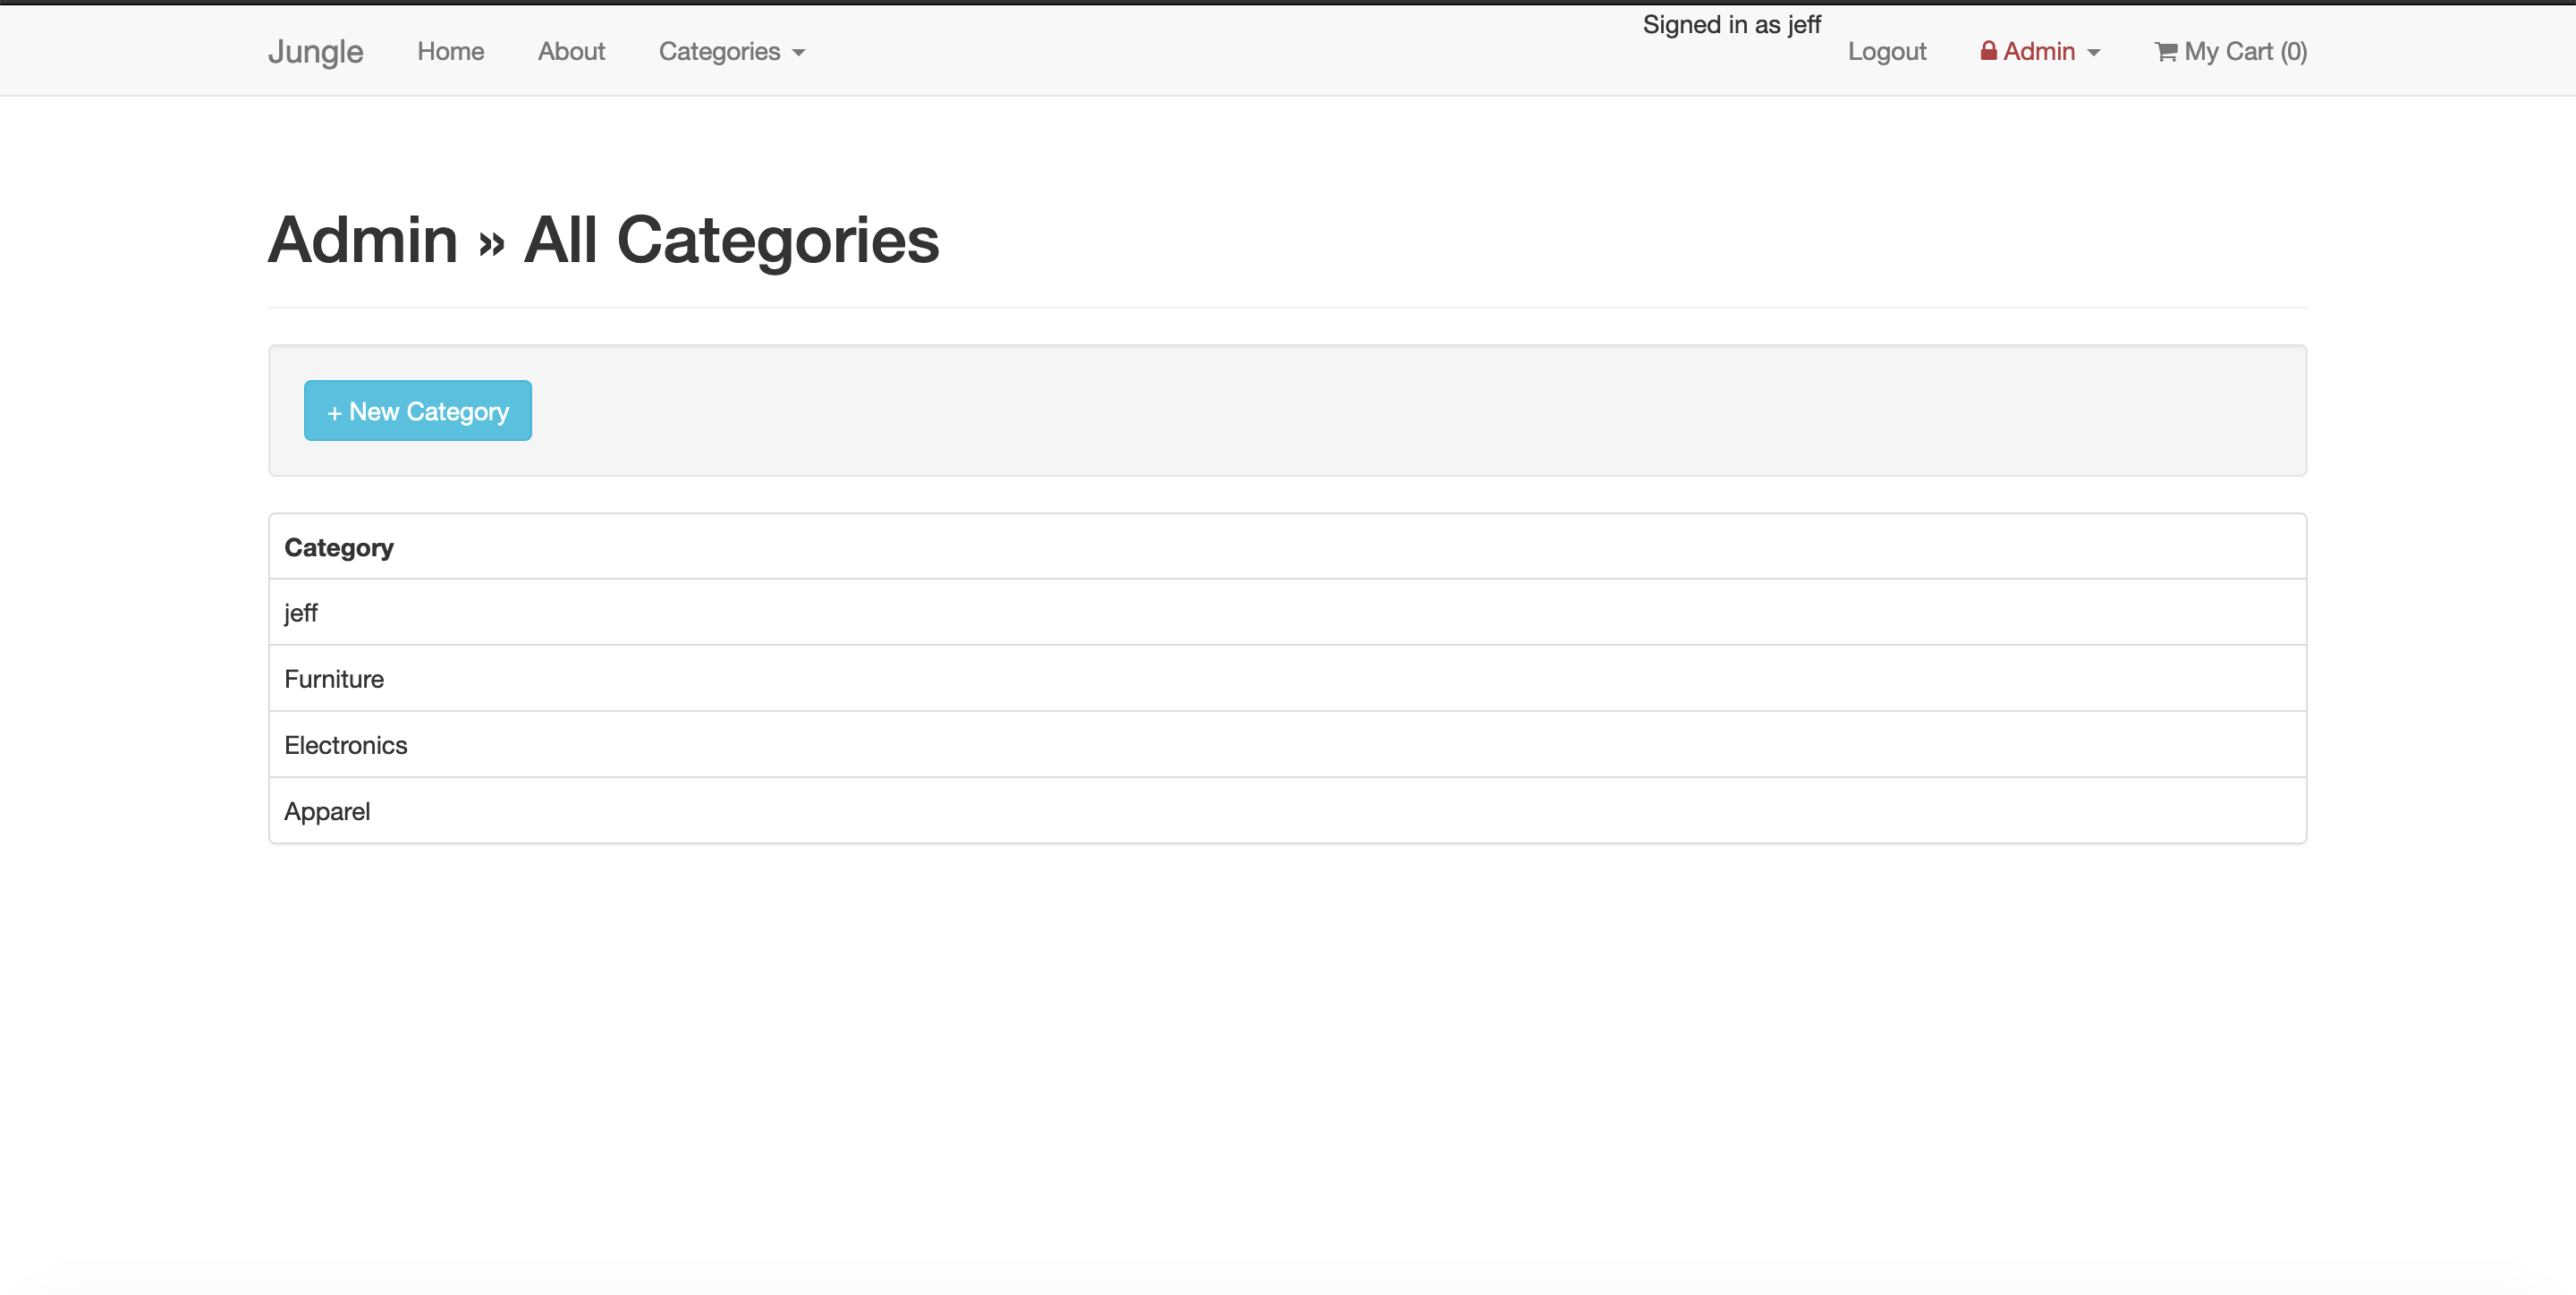 Signed in as jeff
Jungle Home About Categories Logout Admin My Cart (0)
Admin » All Categories
+ New Category
Category
jeff
Furniture
Electronics
Apparel